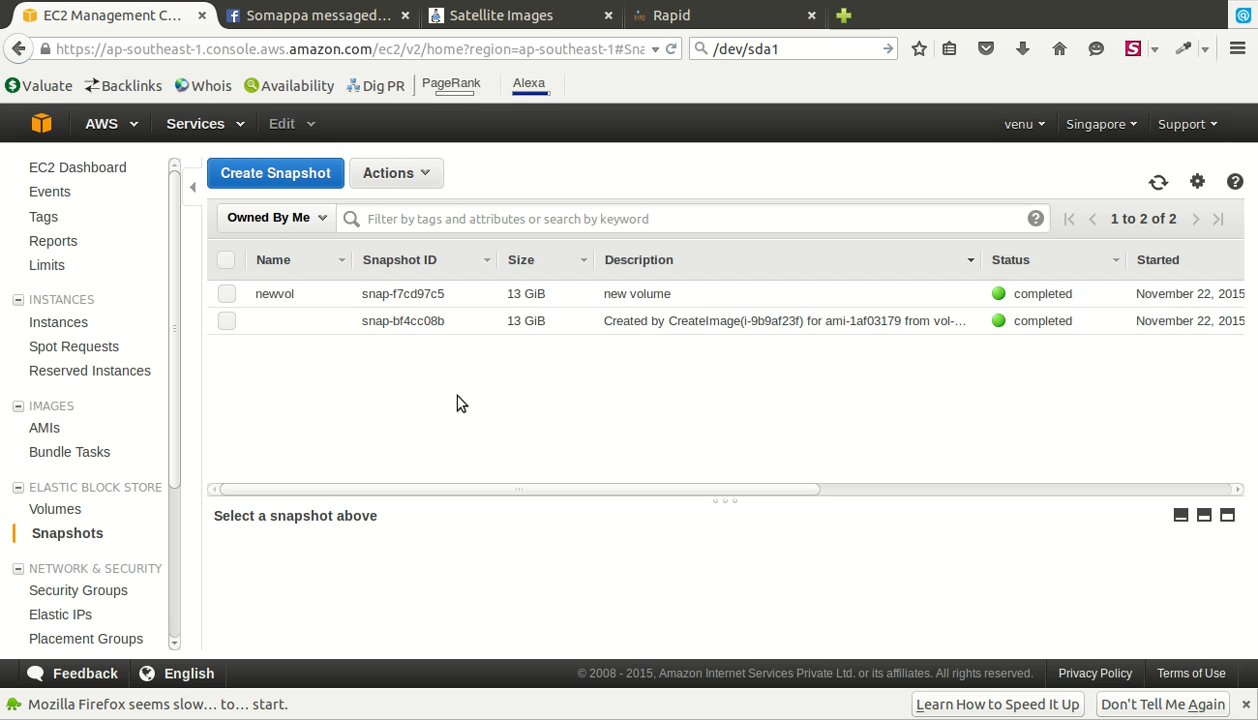 EC2 Management C...
Somappa messaged...
Satellite Images
Rapid
https://ap-southeast-1.console.aws.amazon.com/ec2/v2/home?region=ap-southeast-1#Sna
/dev/sda1
S
Valuate
Backlinks
Whois
Availability
Dig PR
PageRank
Alexa
AWS
Services
Edit
venu
Singapore
Support
EC2 Dashboard
Events
Tags
Reports
Limits
INSTANCES
Instances
Spot Requests
Reserved Instances
IMAGES
AMIs
Bundle Tasks
ELASTIC BLOCK STORE
Volumes
Snapshots
NETWORK & SECURITY
Security Groups
Elastic IPs
Placement Groups
Create Snapshot
Actions
Owned By Me
Filter by tags and attributes or search by keyword
1 to 2 of 2
Name Snapshot ID Size Description Status Started
newvol snap-f7cd97c5 13 GiB new volume completed November 22, 2015
snap-bf4cc08b 13 GiB Created by CreateImage(i-9b9af23f) for ami-1af03179 from vol-... completed November 22, 2015
Select a snapshot above
Feedback
English
© 2008 - 2015, Amazon Internet Services Private Ltd. or its affiliates. All rights reserved.
Privacy Policy
Terms of Use
Mozilla Firefox seems slow... to... start.
Learn How to Speed It Up
Don't Tell Me Again